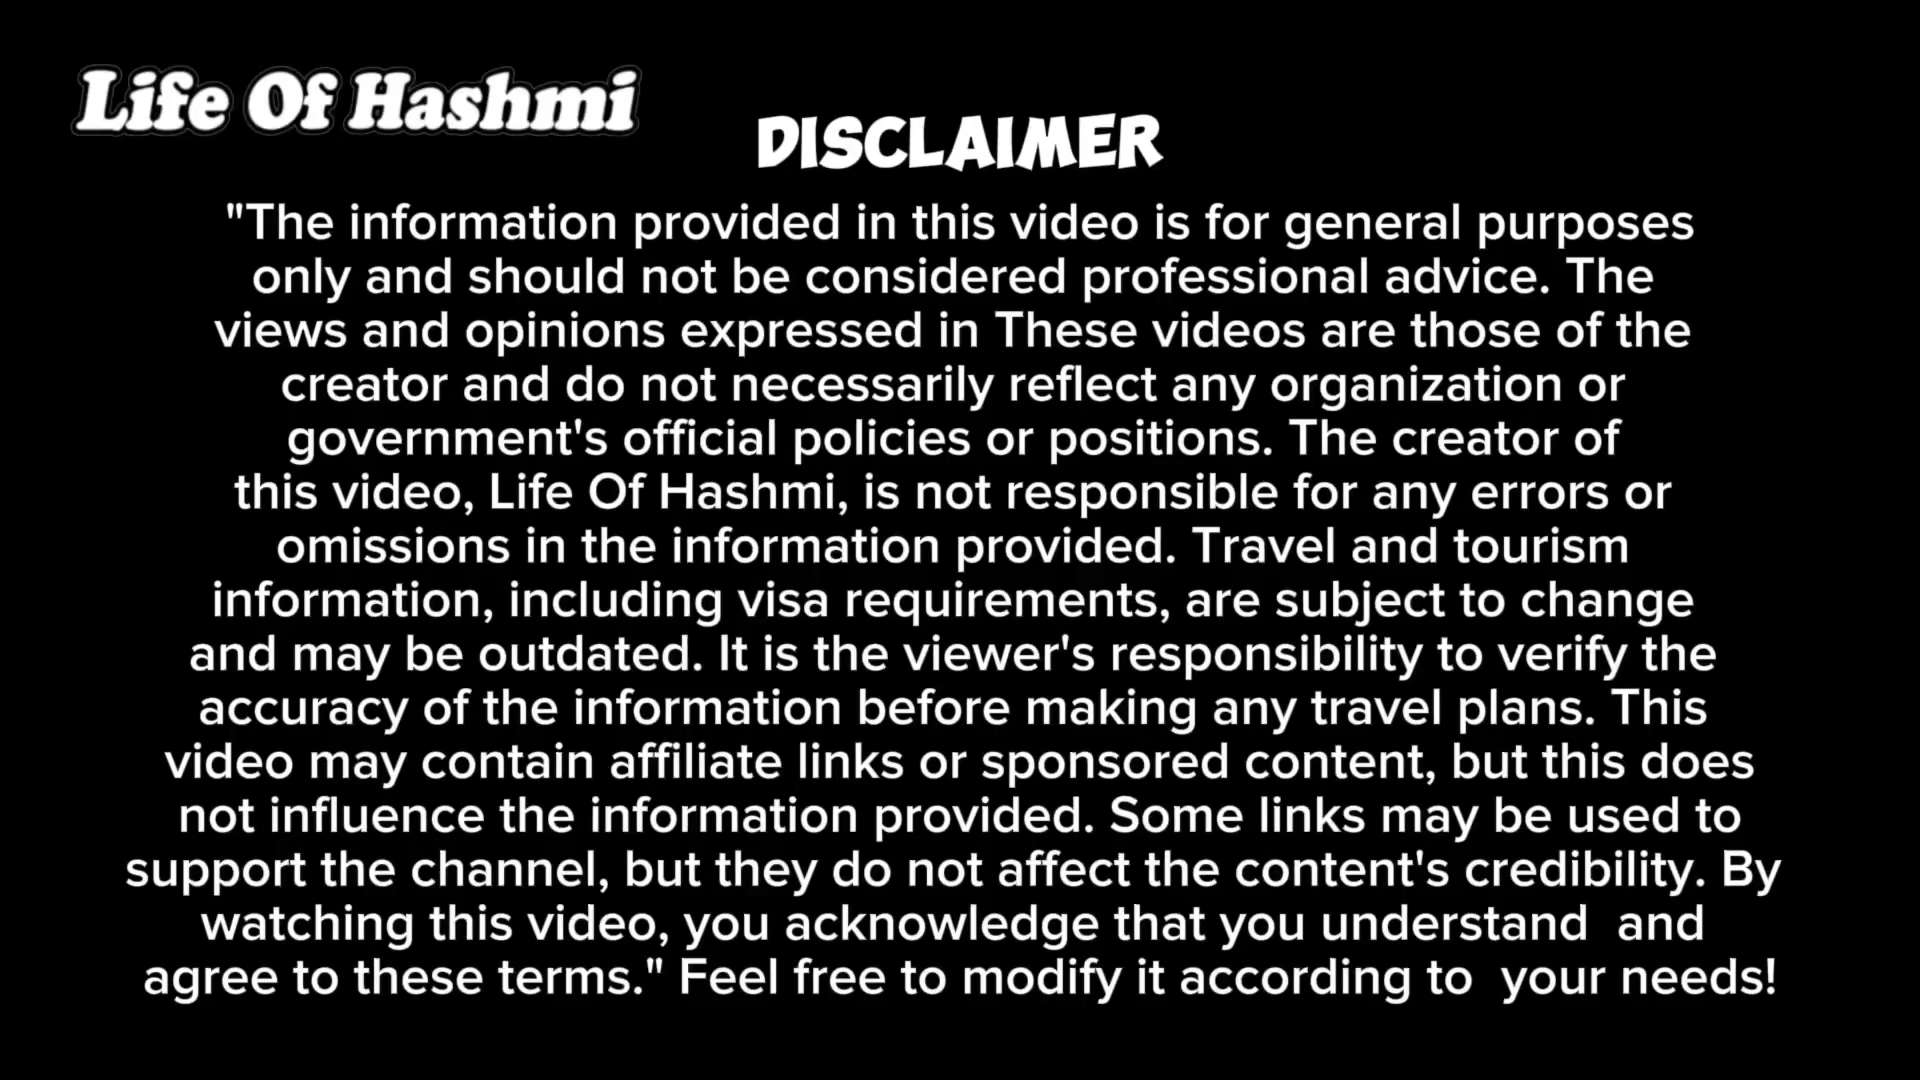 Life Of Hashmi
DISCLAIMER
"The information provided in this video is for general purposes
only and should not be considered professional advice. The
views and opinions expressed in These videos are those of the
creator and do not necessarily reflect any organization or
government's official policies or positions. The creator of
this video, Life Of Hashmi, is not responsible for any errors or
omissions in the information provided. Travel and tourism
information, including visa requirements, are subject to change
and may be outdated. It is the viewer's responsibility to verify the
accuracy of the information before making any travel plans. This
video may contain affiliate links or sponsored content, but this does
not influence the information provided. Some links may be used to
support the channel, but they do not affect the content's credibility. By
watching this video, you acknowledge that you understand  and
agree to these terms." Feel free to modify it according to  your needs!